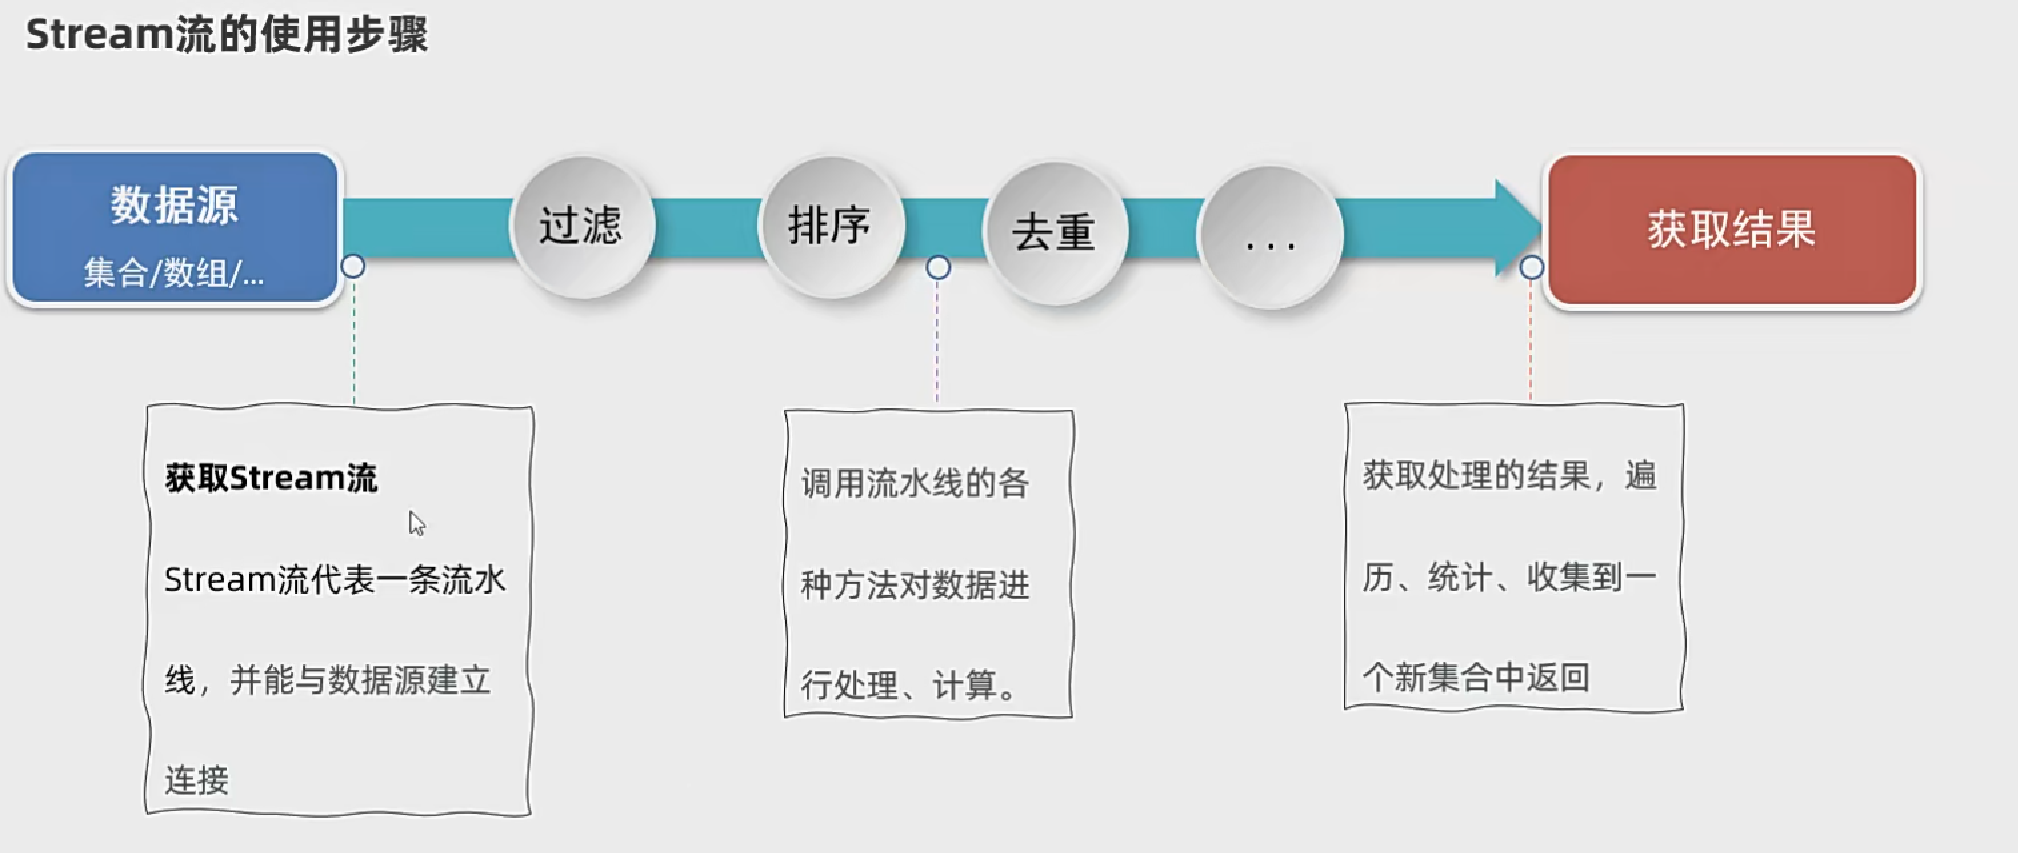 Stream流的使用步骤
数据源
集合/数组/...
过滤
排序
去重
...
获取结果
获取Stream流
Stream流代表一条流水
线，并能与数据源建立
连接
调用流水线的各
种方法对数据进
行处理、计算。
获取处理的结果，遍
历、统计、收集到一
个新集合中返回